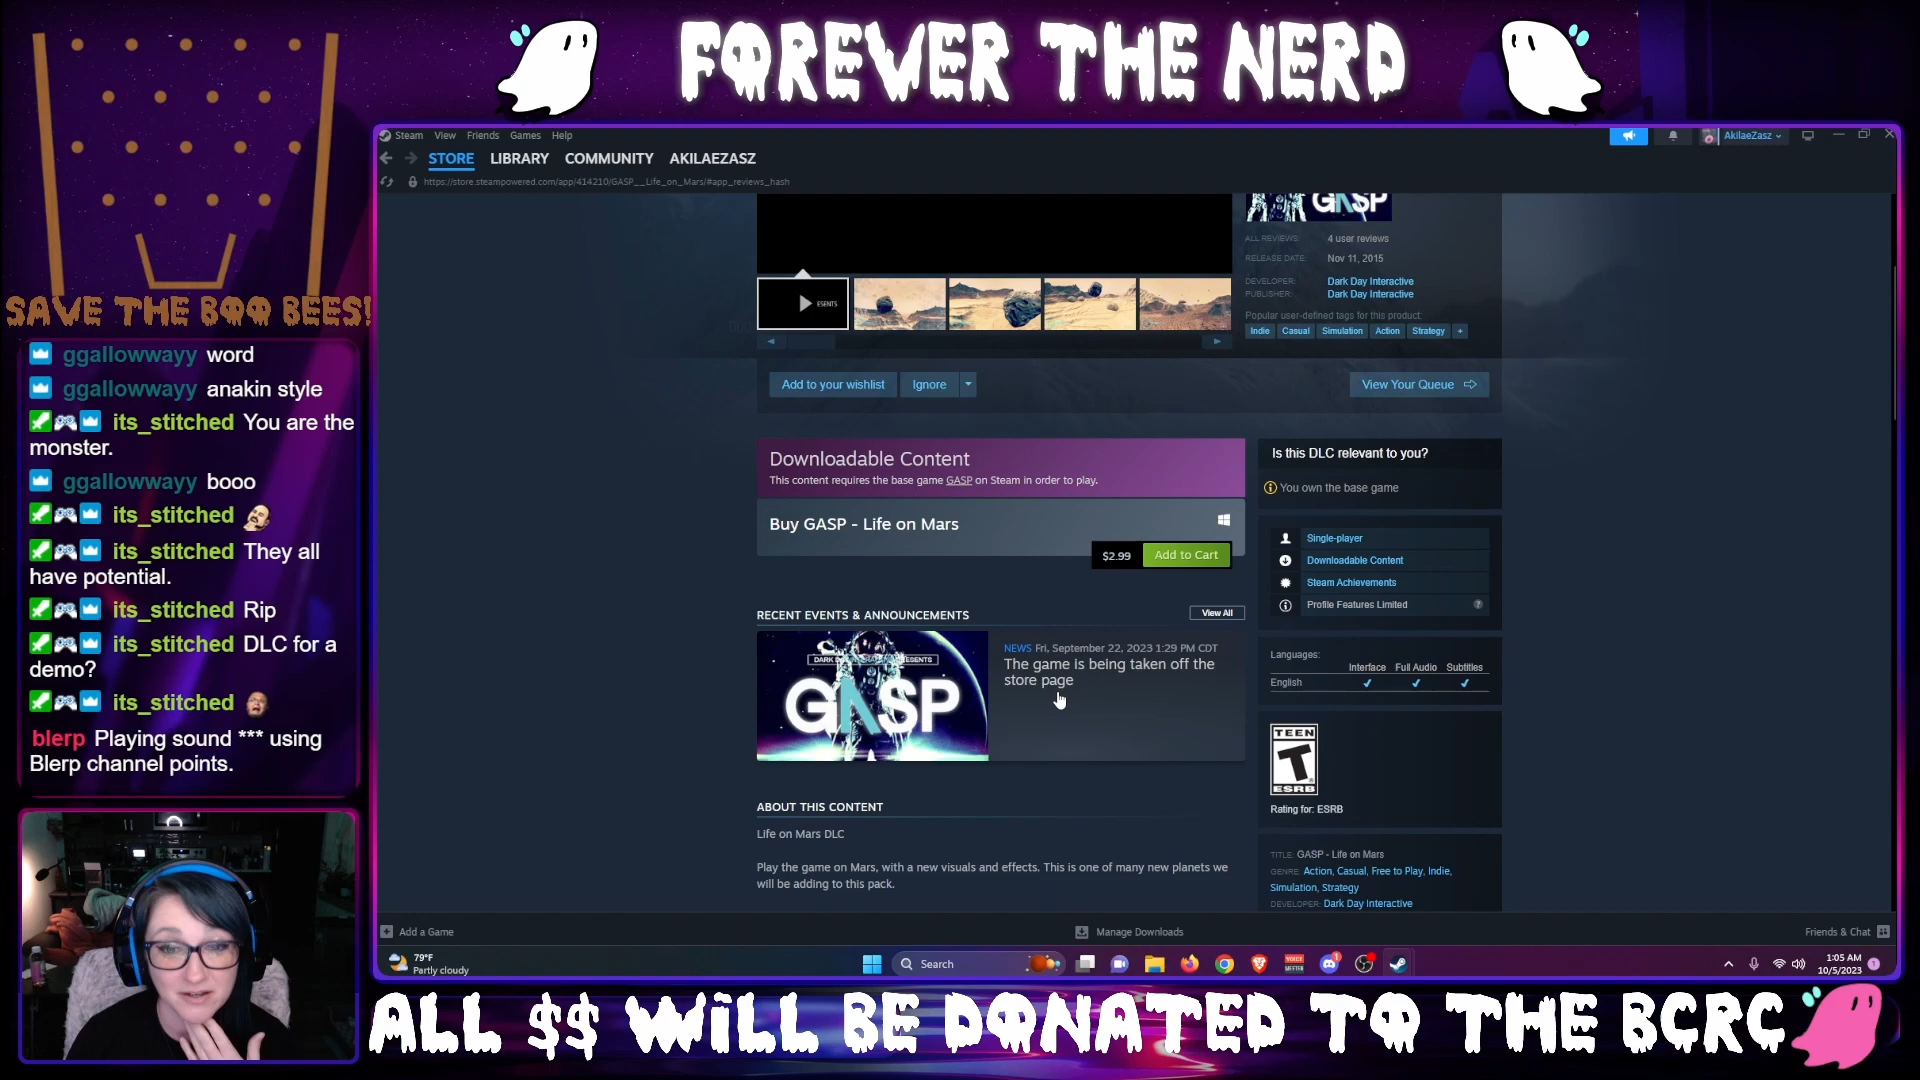 FOREVER THE NERD
SAVE THE BOO BEES!
ggallowwayy word
ggallowwayy anakin style
its_stitched You are the
monster.
ggallowwayy booo
its_stitched
its_stitched They all
have potential.
its_stitched Rip
its_stitched DLC for a
demo?
its_stitched
blerp Playing sound *** using
Blerp channel points.
Steam View Friends Games Help
AkilaeZasz
STORE LIBRARY COMMUNITY AKILAEZASZ
https://store.steampowered.com/app/414210/GASP__Life_on_Mars/#app_reviews_hash
GASP
ALL REVIEWS: 4 user reviews
RELEASE DATE: Nov 11, 2015
DEVELOPER: Dark Day Interactive
PUBLISHER: Dark Day Interactive
Popular user-defined tags for this product:
Indie Casual Simulation Action Strategy +
ESENTS
Add to your wishlist Ignore View Your Queue
Downloadable Content
This content requires the base game GASP on Steam in order to play.
Buy GASP - Life on Mars
$2.99 Add to Cart
RECENT EVENTS & ANNOUNCEMENTS View All
GASP
NEWS Fri, September 22, 2023 1:29 PM CDT
The game is being taken off the
store page
ABOUT THIS CONTENT
Life on Mars DLC
Play the game on Mars, with a new visuals and effects. This is one of many new planets we
will be adding to this pack.
Is this DLC relevant to you?
You own the base game
Single-player
Downloadable Content
Steam Achievements
Profile Features Limited ?
Languages:
Interface Full Audio Subtitles
English ✔ ✔ ✔
TEEN
T
ESRB
Rating for: ESRB
TITLE: GASP - Life on Mars
GENRE: Action, Casual, Free to Play, Indie,
Simulation, Strategy
DEVELOPER: Dark Day Interactive
Add a Game Manage Downloads Friends & Chat
79°F
Partly cloudy
Search
1:05 AM
10/5/2023
ALL $$ WILL BE DONATED TO THE BCRC